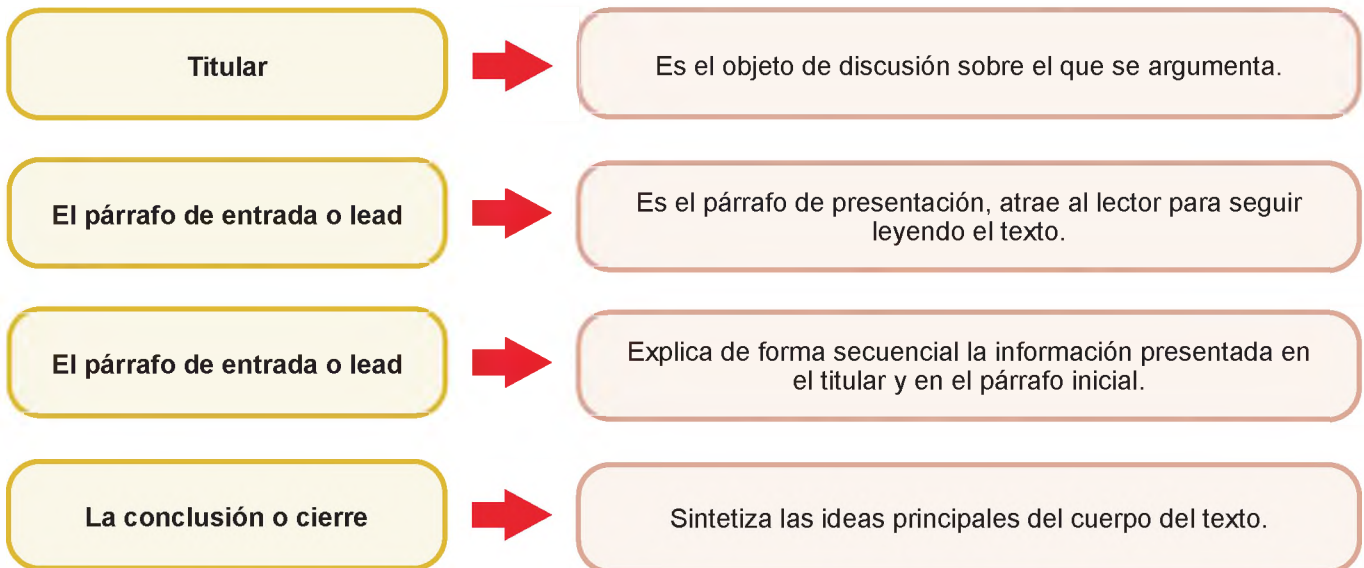 Titular
Es el objeto de discusión sobre el que se argumenta.
El párrafo de entrada o lead
Es el párrafo de presentación, atrae al lector para seguir
leyendo el texto.
El párrafo de entrada o lead
Explica de forma secuencial la información presentada en
el titular y en el párrafo inicial.
La conclusión o cierre
Sintetiza las ideas principales del cuerpo del texto.